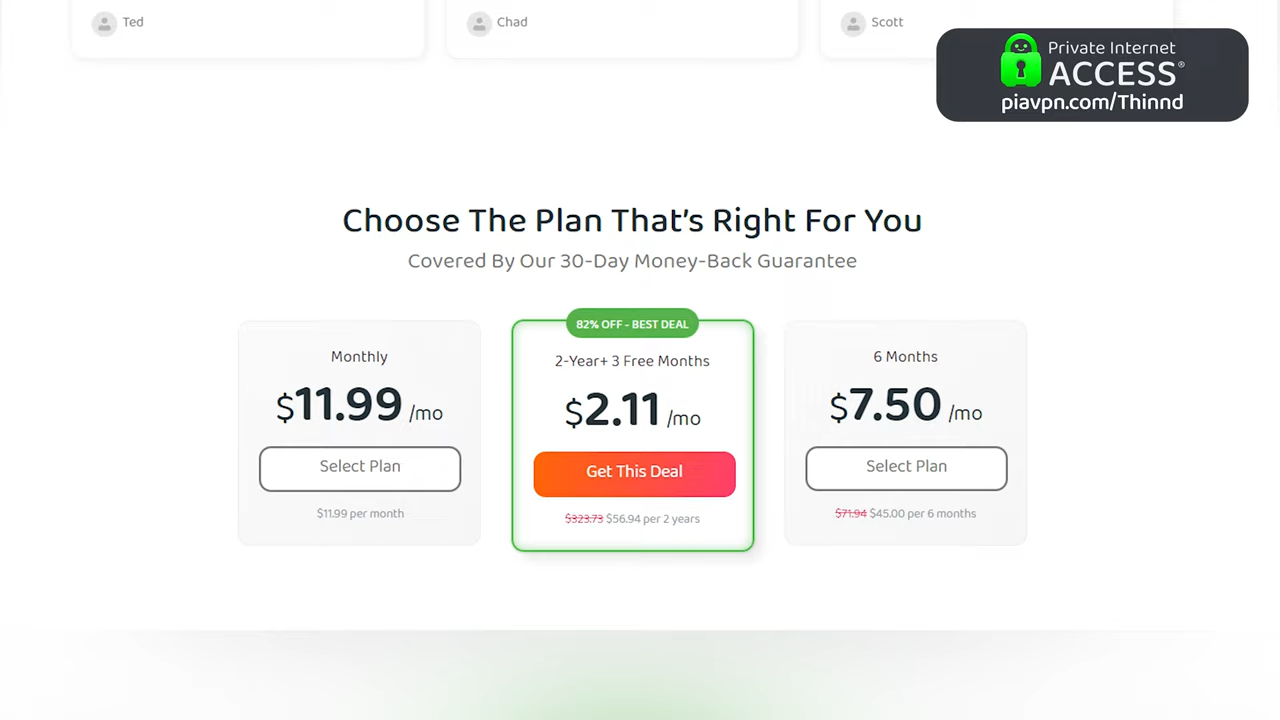 Ted
Chad
Scott
Private Internet
ACCESS®
piavpn.com/Thinnd
Choose The Plan That's Right For You
Covered By Our 30-Day Money-Back Guarantee
Monthly
$11.99 /mo
Select Plan
$11.99 per month
82% OFF - BEST DEAL
2-Year+ 3 Free Months
$2.11 /mo
Get This Deal
$323.73 $56.94 per 2 years
6 Months
$7.50 /mo
Select Plan
$71.94 $45.00 per 6 months